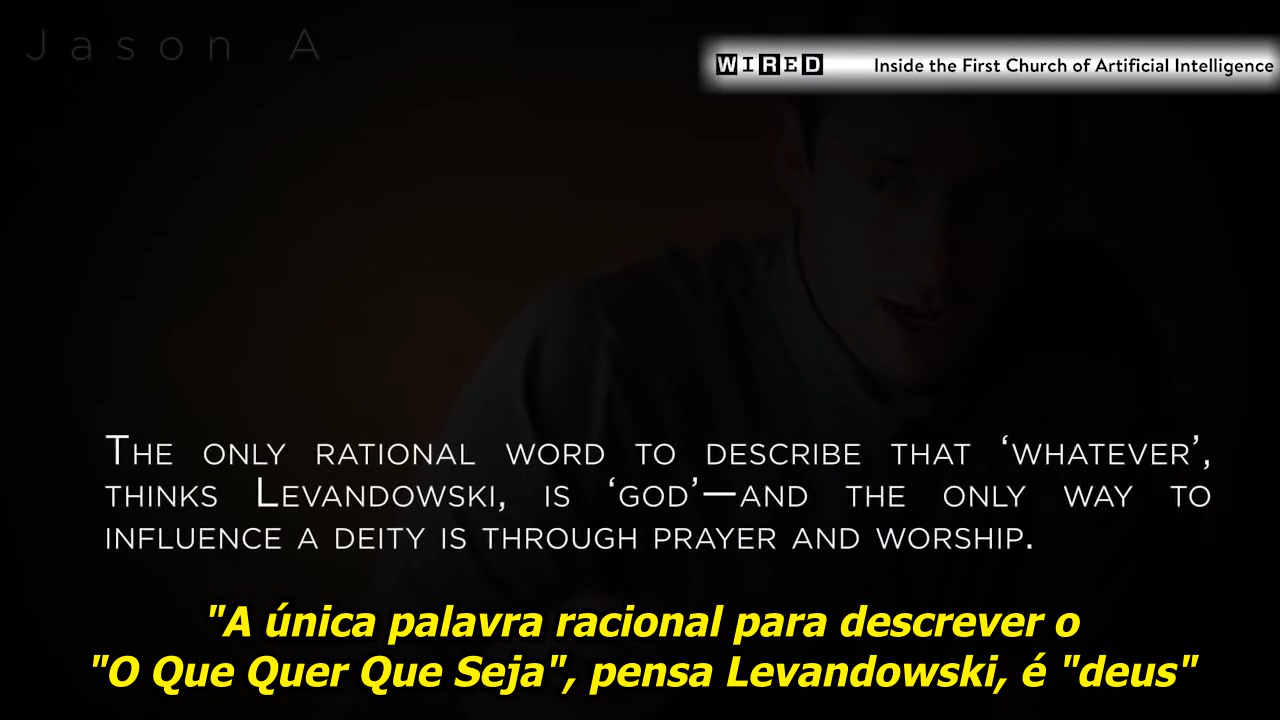 Jason A
WIRED Inside the First Church of Artificial Intelligence
The only rational word to describe that ‘whatever’,
thinks Levandowski, is ‘god’—and the only way to
influence a deity is through prayer and worship.
"A única palavra racional para descrever o
"O Que Quer Que Seja", pensa Levandowski, é "deus"